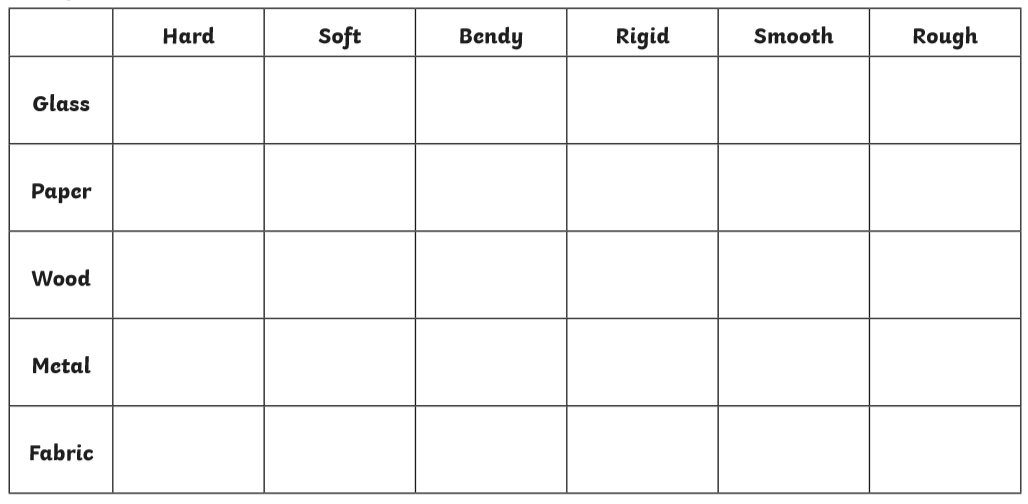 Hard Soft Bendy Rigid Smooth Rough
Glass
Paper
Wood
Metal
Fabric